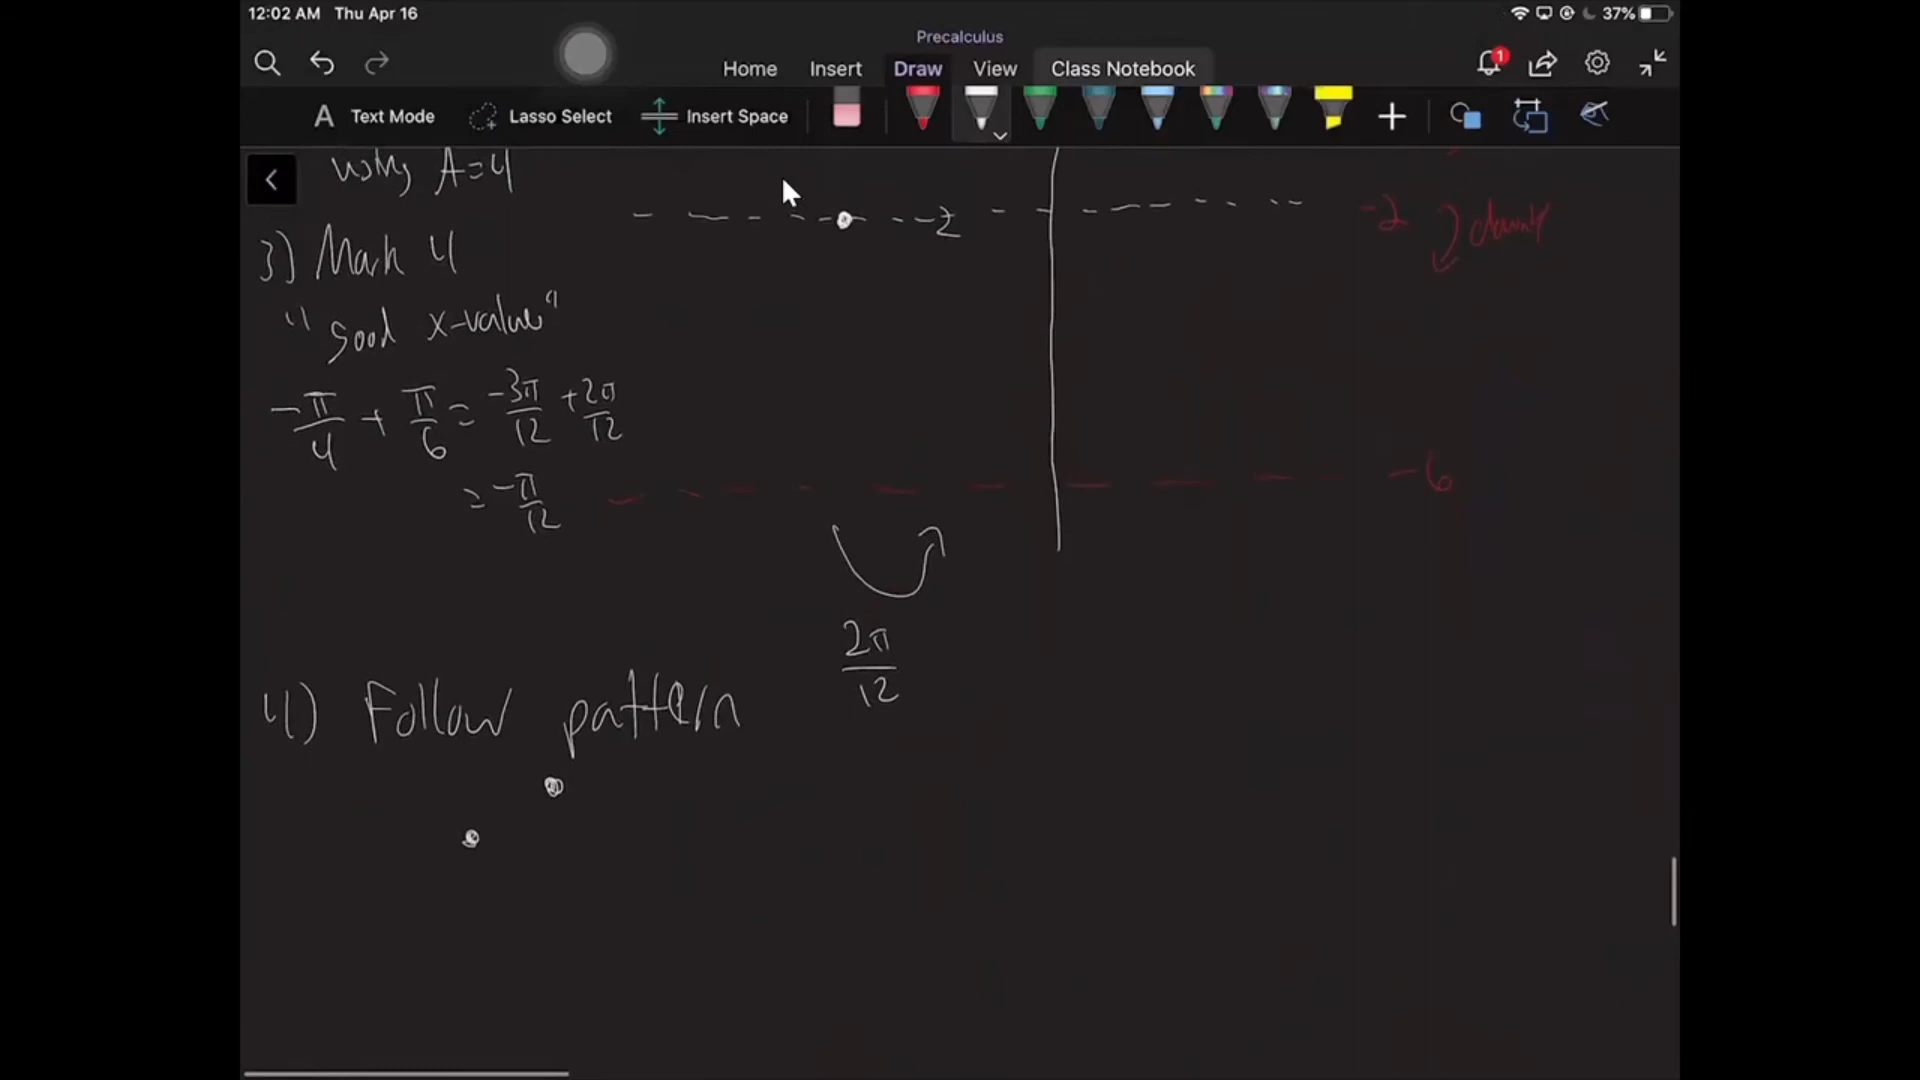 12:02 AM Thu Apr 16
37%
Precalculus
1
Home Insert Draw View Class Notebook
A Text Mode Lasso Select Insert Space
using A=4
-2
-2
3) Mark 4
"good x-value"
-π/4 + π/6 = -3π/12 + 2π/12
= -π/12
-6
2π/12
4) Follow pattern